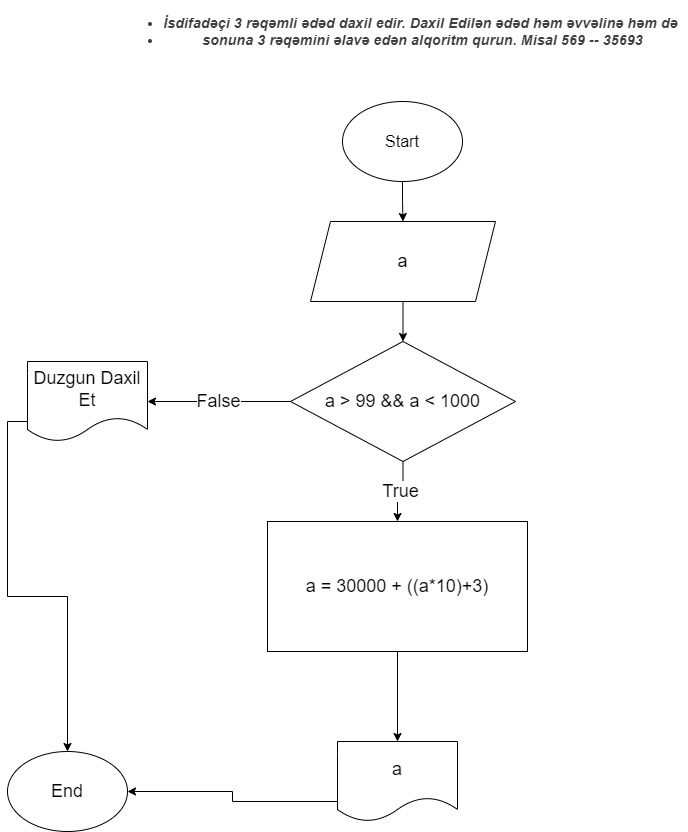 İsdifadəçi 3 rəqəmli ədəd daxil edir. Daxil Edilən ədəd həm əvvəlinə həm də
sonuna 3 rəqəmini əlavə edən alqoritm qurun. Misal 569 -- 35693
Start
a
a > 99 && a < 1000
False
Duzgun Daxil
Et
True
a = 30000 + ((a*10)+3)
a
End